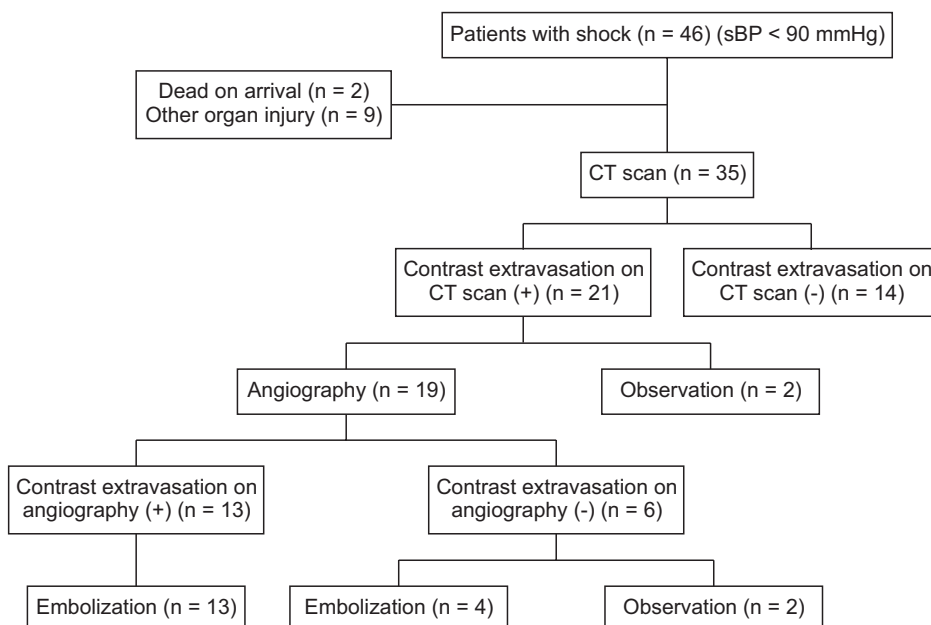 Patients with shock (n = 46) (sBP < 90 mmHg)
Dead on arrival (n = 2)
Other organ injury (n = 9)
CT scan (n = 35)
Contrast extravasation on
CT scan (+) (n = 21)
Contrast extravasation on
CT scan (-) (n = 14)
Angiography (n = 19)
Observation (n = 2)
Contrast extravasation on
angiography (+) (n = 13)
Contrast extravasation on
angiography (-) (n = 6)
Embolization (n = 13)
Embolization (n = 4)
Observation (n = 2)